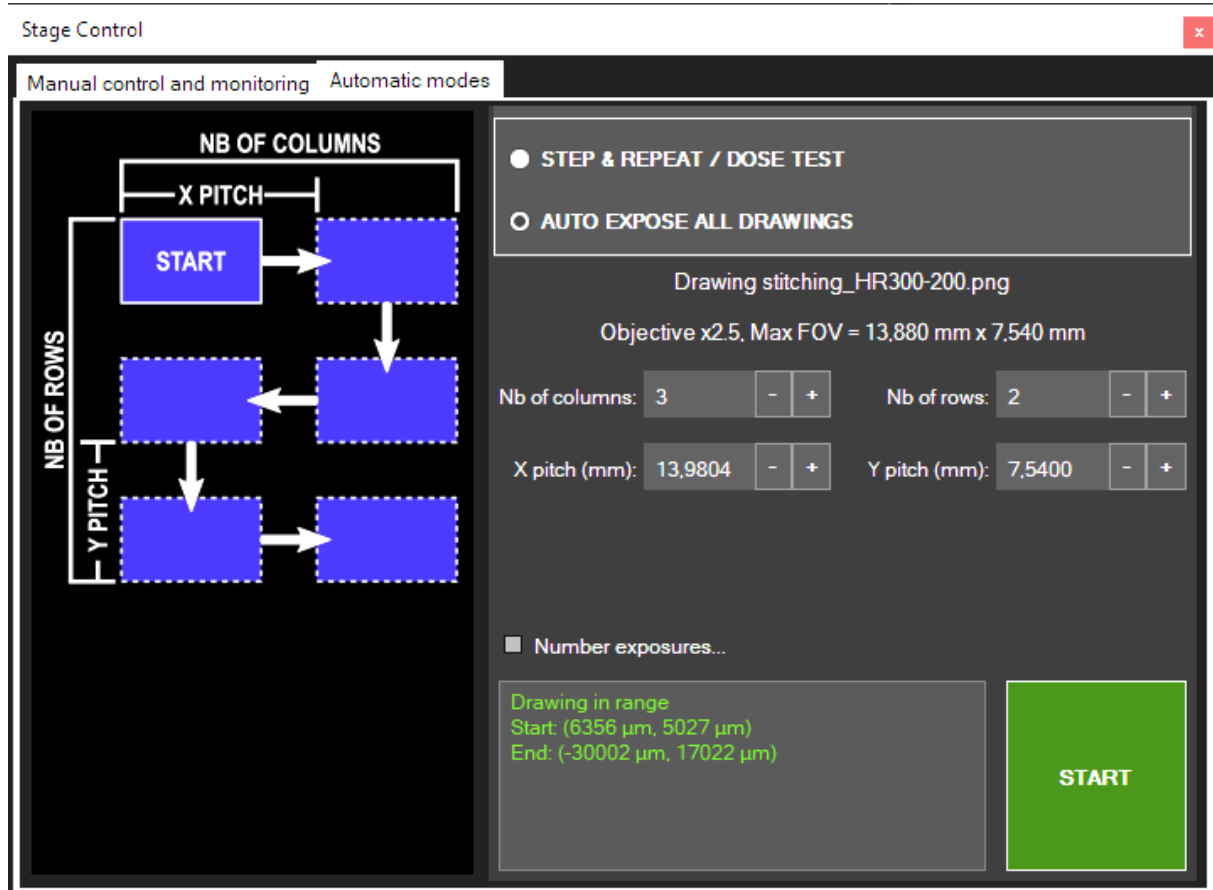 Stage Control
x
Manual control and monitoring
Automatic modes
NB OF COLUMNS
X PITCH
START
NB OF ROWS
Y PITCH
STEP & REPEAT / DOSE TEST
AUTO EXPOSE ALL DRAWINGS
Drawing stitching_HR300-200.png
Objective x2.5, Max FOV = 13,880 mm x 7,540 mm
Nb of columns: 3 - +
Nb of rows: 2 - +
X pitch (mm): 13,9804 - +
Y pitch (mm): 7,5400 - +
Number exposures...
Drawing in range
Start: (6356 µm, 5027 µm)
End: (-30002 µm, 17022 µm)
START